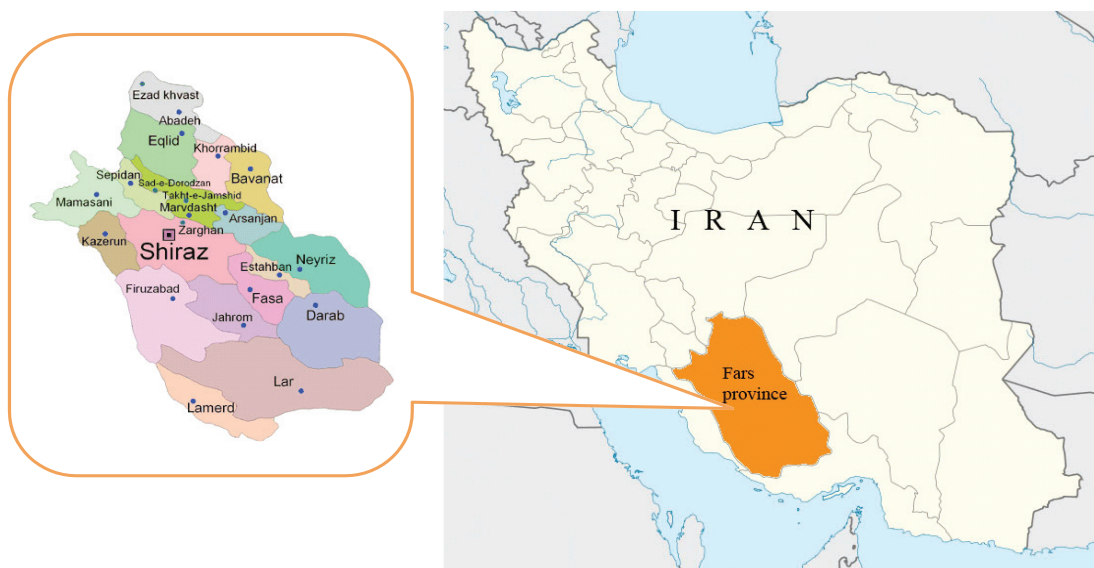 Ezad khvast
Abadeh
Eqlid
Khorrambid
Sepidan
Sad-e-Dorodzan
Bavanat
Mamasani
Takht-e-Jamshid
Marvdasht
Arsanjan
Zarghan
Kazerun
Shiraz
Estahban
Neyriz
Firuzabad
Fasa
Jahrom
Darab
Lar
Lamerd
I R A N
Fars
province